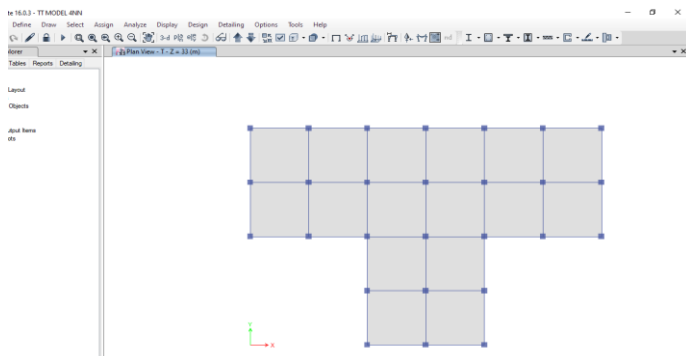 te 16.0.3 - TT MODEL 4NN
Define Draw Select Assign Analyze Display Design Detailing Options Tools Help
3-d
lorer
Plan View - T - Z = 33 (m)
Tables Reports Detailing
Layout
Objects
utput Items
ots
Y
X